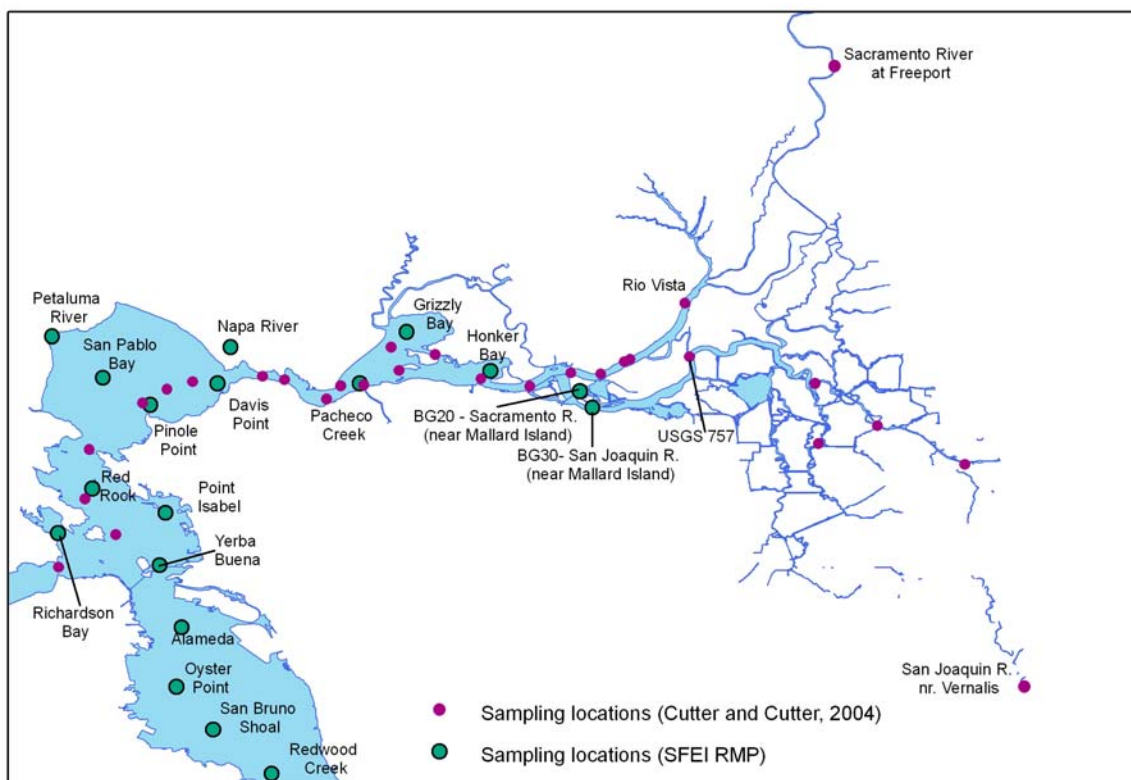 Sacramento River
at Freeport
Rio Vista
Petaluma
River
Napa River
Grizzly
Bay
Honker
Bay
San Pablo
Bay
Davis
Point
Pinole
Point
Pacheco
Creek
BG20 - Sacramento R.
(near Mallard Island)
USGS 757
BG30- San Joaquin R.
(near Mallard Island)
Red
Rook
Point
Isabel
Yerba
Buena
Richardson
Bay
Alameda
Oyster
Point
San Bruno
Shoal
Redwood
Creek
San Joaquin R.
nr. Vernalis
Sampling locations (Cutter and Cutter, 2004)
Sampling locations (SFEI RMP)